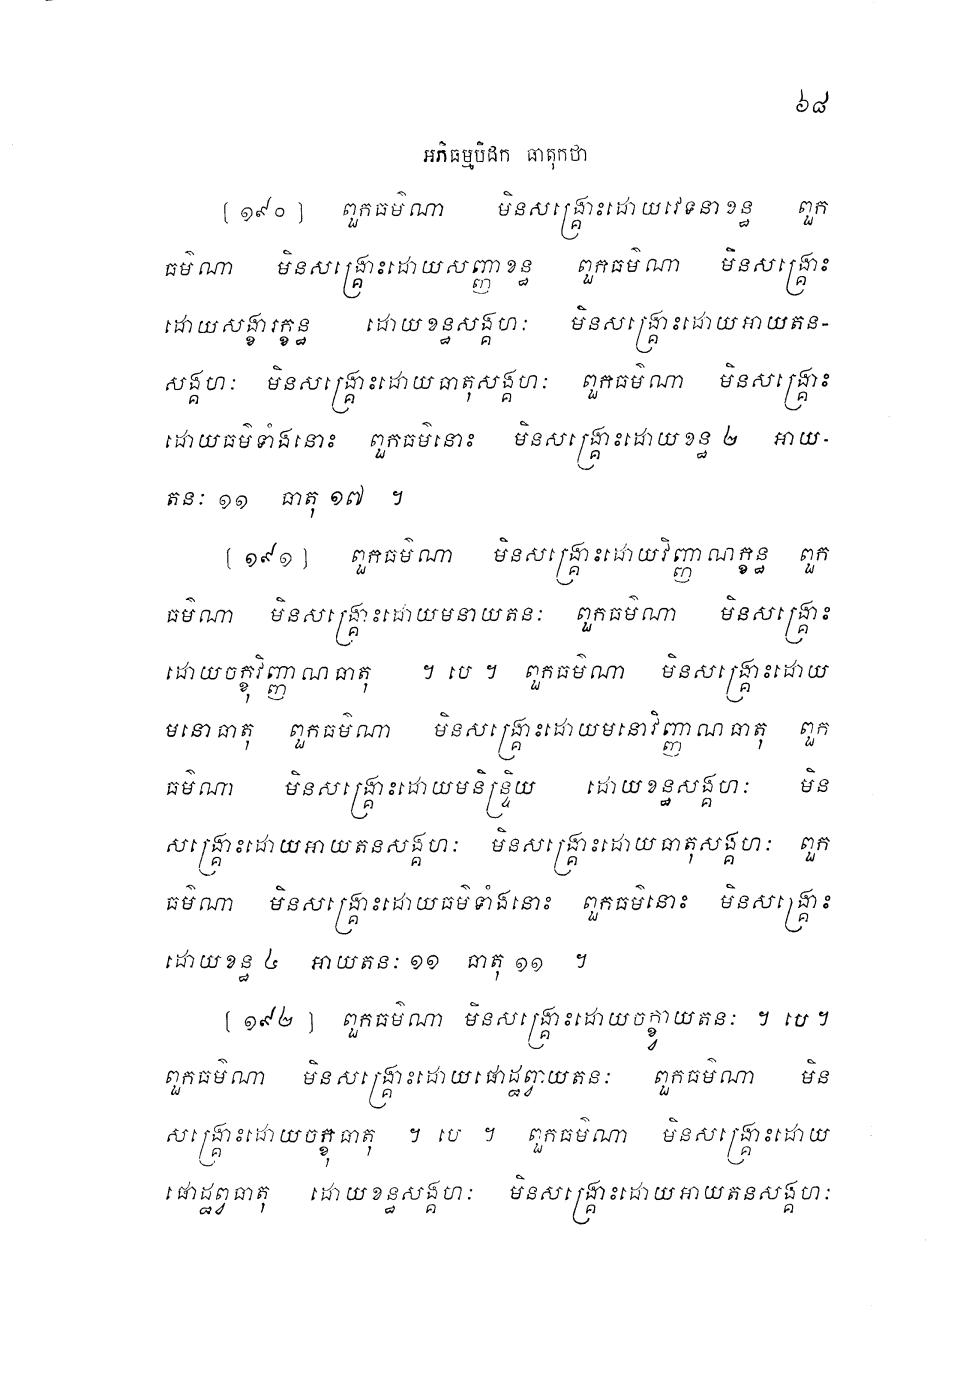 ៦៨
អភិធម្មបិដក ធាតុកថា
[១៩០] ពួកធម៌ណា មិនសង្គ្រោះដោយវេទនាខន្ធ ពួក
ធម៌ណា មិនសង្គ្រោះដោយសញ្ញាខន្ធ ពួកធម៌ណា មិនសង្គ្រោះ
ដោយសង្ខារក្ខន្ធ ដោយខន្ធសង្គហៈ មិនសង្គ្រោះដោយអាយតន-
សង្គហៈ មិនសង្គ្រោះដោយធាតុសង្គហៈ ពួកធម៌ណា មិនសង្គ្រោះ
ដោយធម៌ទាំងនោះ ពួកធម៌នោះ មិនសង្គ្រោះដោយខន្ធ ២ អាយ-
តនៈ ១១ ធាតុ ១៧ ។
[១៩១] ពួកធម៌ណា មិនសង្គ្រោះដោយវិញ្ញាណក្ខន្ធ ពួក
ធម៌ណា មិនសង្គ្រោះដោយមនាយតនៈ ពួកធម៌ណា មិនសង្គ្រោះ
ដោយចក្ខុវិញ្ញាណធាតុ ។ បេ ។ ពួកធម៌ណា មិនសង្គ្រោះដោយ
មនោធាតុ ពួកធម៌ណា មិនសង្គ្រោះដោយមនោវិញ្ញាណធាតុ ពួក
ធម៌ណា មិនសង្គ្រោះដោយមនិន្ទ្រិយ ដោយខន្ធសង្គហៈ មិន
សង្គ្រោះដោយអាយតនសង្គហៈ មិនសង្គ្រោះដោយធាតុសង្គហៈ ពួក
ធម៌ណា មិនសង្គ្រោះដោយធម៌ទាំងនោះ ពួកធម៌នោះ មិនសង្គ្រោះ
ដោយខន្ធ ៤ អាយតនៈ ១១ ធាតុ ១១ ។
[១៩២] ពួកធម៌ណា មិនសង្គ្រោះដោយចក្ខ្វាយតនៈ ។ បេ ។
ពួកធម៌ណា មិនសង្គ្រោះដោយផោដ្ឋព្វាយតនៈ ពួកធម៌ណា មិន
សង្គ្រោះដោយចក្ខុធាតុ ។ បេ ។ ពួកធម៌ណា មិនសង្គ្រោះដោយ
ផោដ្ឋព្វធាតុ ដោយខន្ធសង្គហៈ មិនសង្គ្រោះដោយអាយតនសង្គហៈ